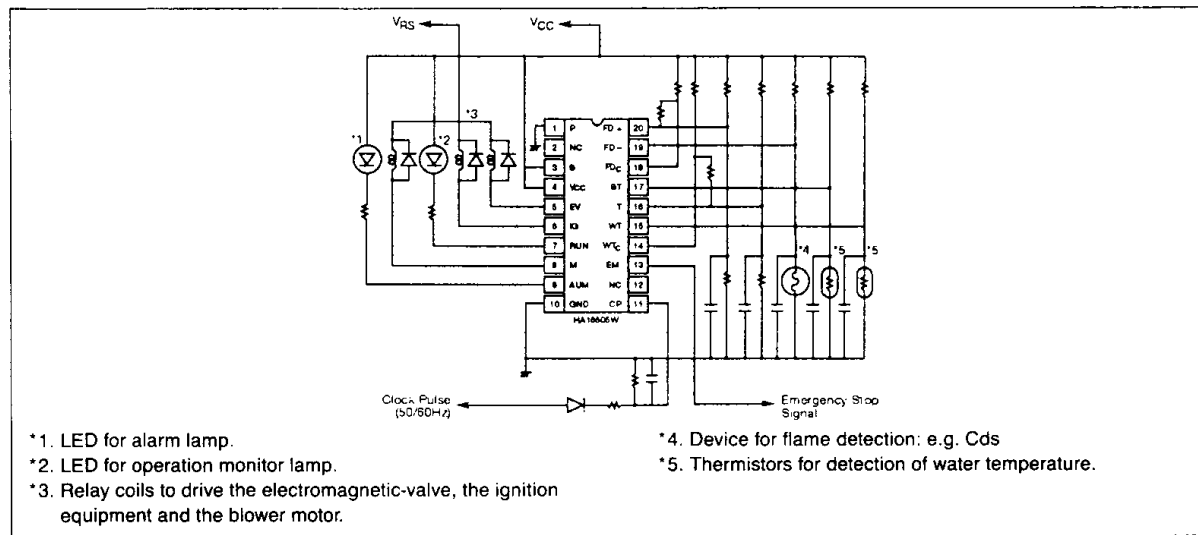 VRS
VCC
*3
*1
*2
1 P FD+ 20
2 NC FD- 19
3 B FDC 18
4 VCC BT 17
5 EV T 16
6 IG WT 15
7 RUN WTC 14
8 M EM 13
9 AUM NC 12
10 GND CP 11
HA16605W
*4
*5
*5
Clock Pulse
(50/60Hz)
Emergency Stop
Signal
*1. LED for alarm lamp.
*2. LED for operation monitor lamp.
*3. Relay coils to drive the electromagnetic-valve, the ignition
equipment and the blower motor.
*4. Device for flame detection: e.g. Cds
*5. Thermistors for detection of water temperature.